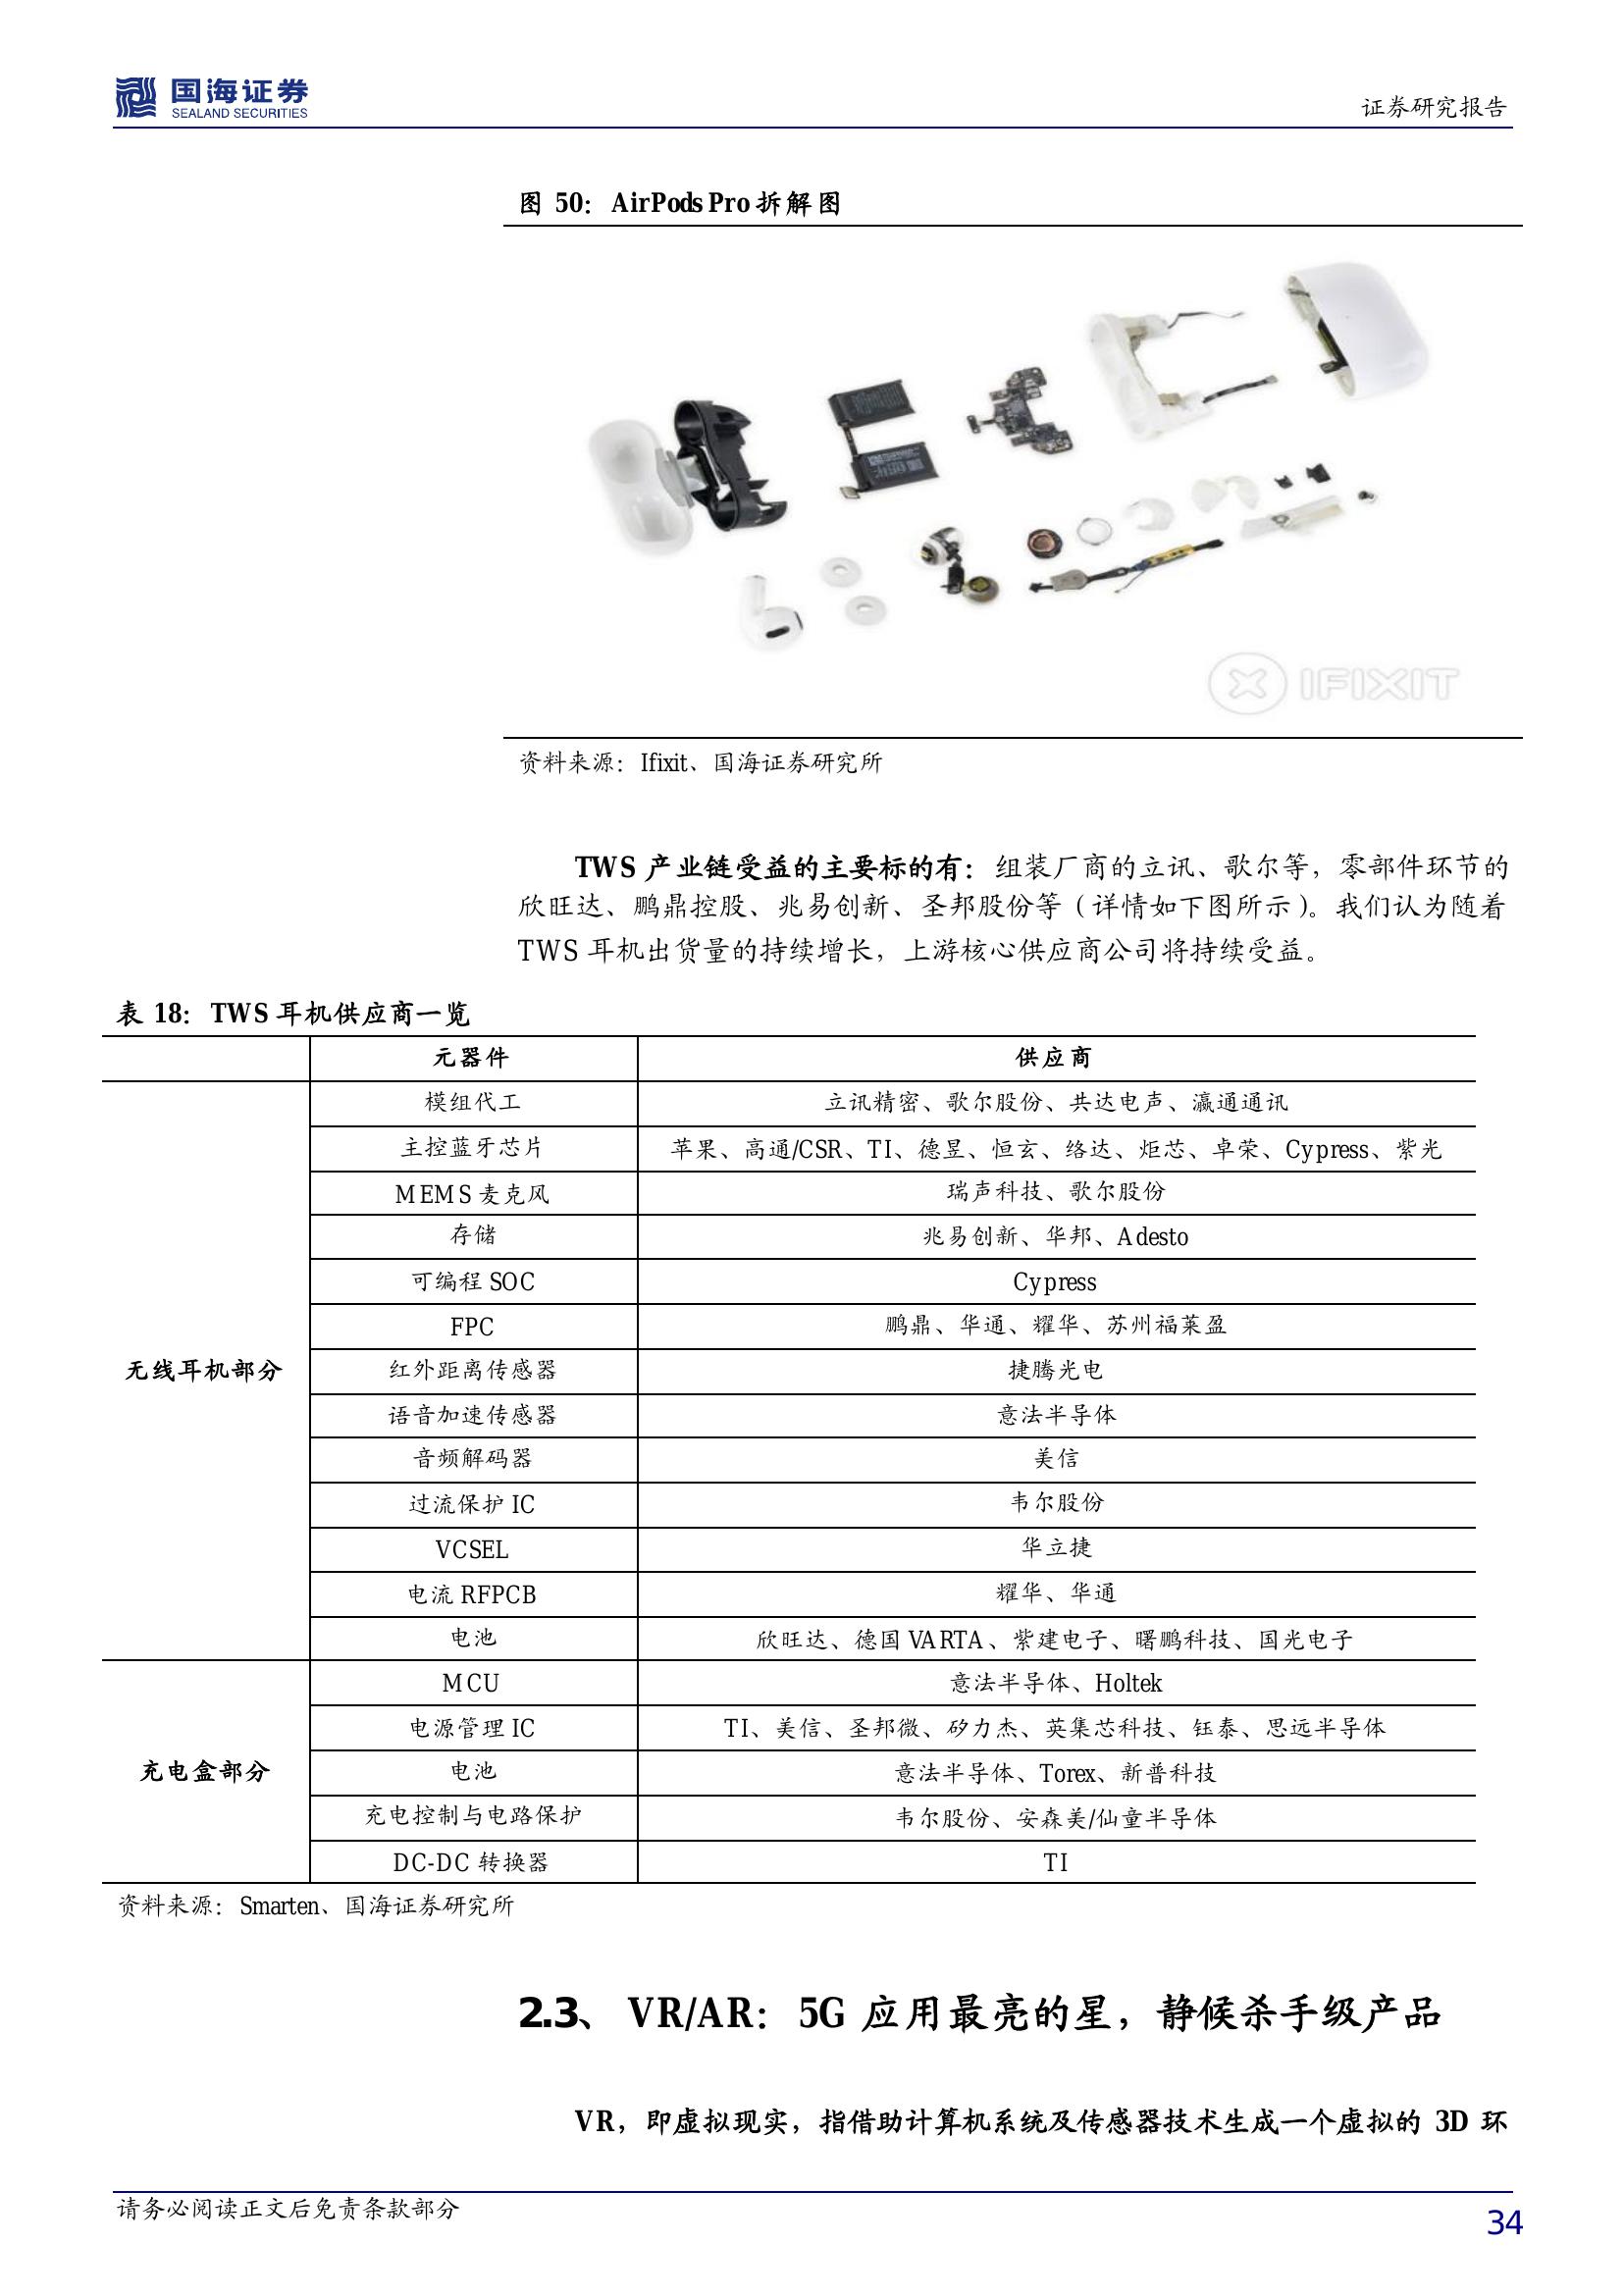 国海证券
SEALAND SECURITIES
证券研究报告
图 50：AirPods Pro 拆解图
IFIXIT
资料来源：Ifixit、国海证券研究所
TWS 产业链受益的主要标的有：组装厂商的立讯、歌尔等，零部件环节的
欣旺达、鹏鼎控股、兆易创新、圣邦股份等（详情如下图所示）。我们认为随着
TWS 耳机出货量的持续增长，上游核心供应商公司将持续受益。
表 18：TWS 耳机供应商一览
元器件 供应商
模组代工 立讯精密、歌尔股份、共达电声、瀛通通讯
主控蓝牙芯片 苹果、高通/CSR、TI、德昱、恒玄、络达、炬芯、卓荣、Cypress、紫光
MEMS 麦克风 瑞声科技、歌尔股份
存储 兆易创新、华邦、Adesto
可编程 SOC Cypress
FPC 鹏鼎、华通、耀华、苏州福莱盈
无线耳机部分 红外距离传感器 捷腾光电
语音加速传感器 意法半导体
音频解码器 美信
过流保护 IC 韦尔股份
VCSEL 华立捷
电流 RFPCB 耀华、华通
电池 欣旺达、德国 VARTA、紫建电子、曙鹏科技、国光电子
MCU 意法半导体、Holtek
电源管理 IC TI、美信、圣邦微、矽力杰、英集芯科技、钰泰、思远半导体
充电盒部分 电池 意法半导体、Torex、新普科技
充电控制与电路保护 韦尔股份、安森美/仙童半导体
DC-DC 转换器 TI
资料来源：Smarten、国海证券研究所
2.3、 VR/AR：5G 应用最亮的星，静候杀手级产品
VR，即虚拟现实，指借助计算机系统及传感器技术生成一个虚拟的 3D 环
请务必阅读正文后免责条款部分
34